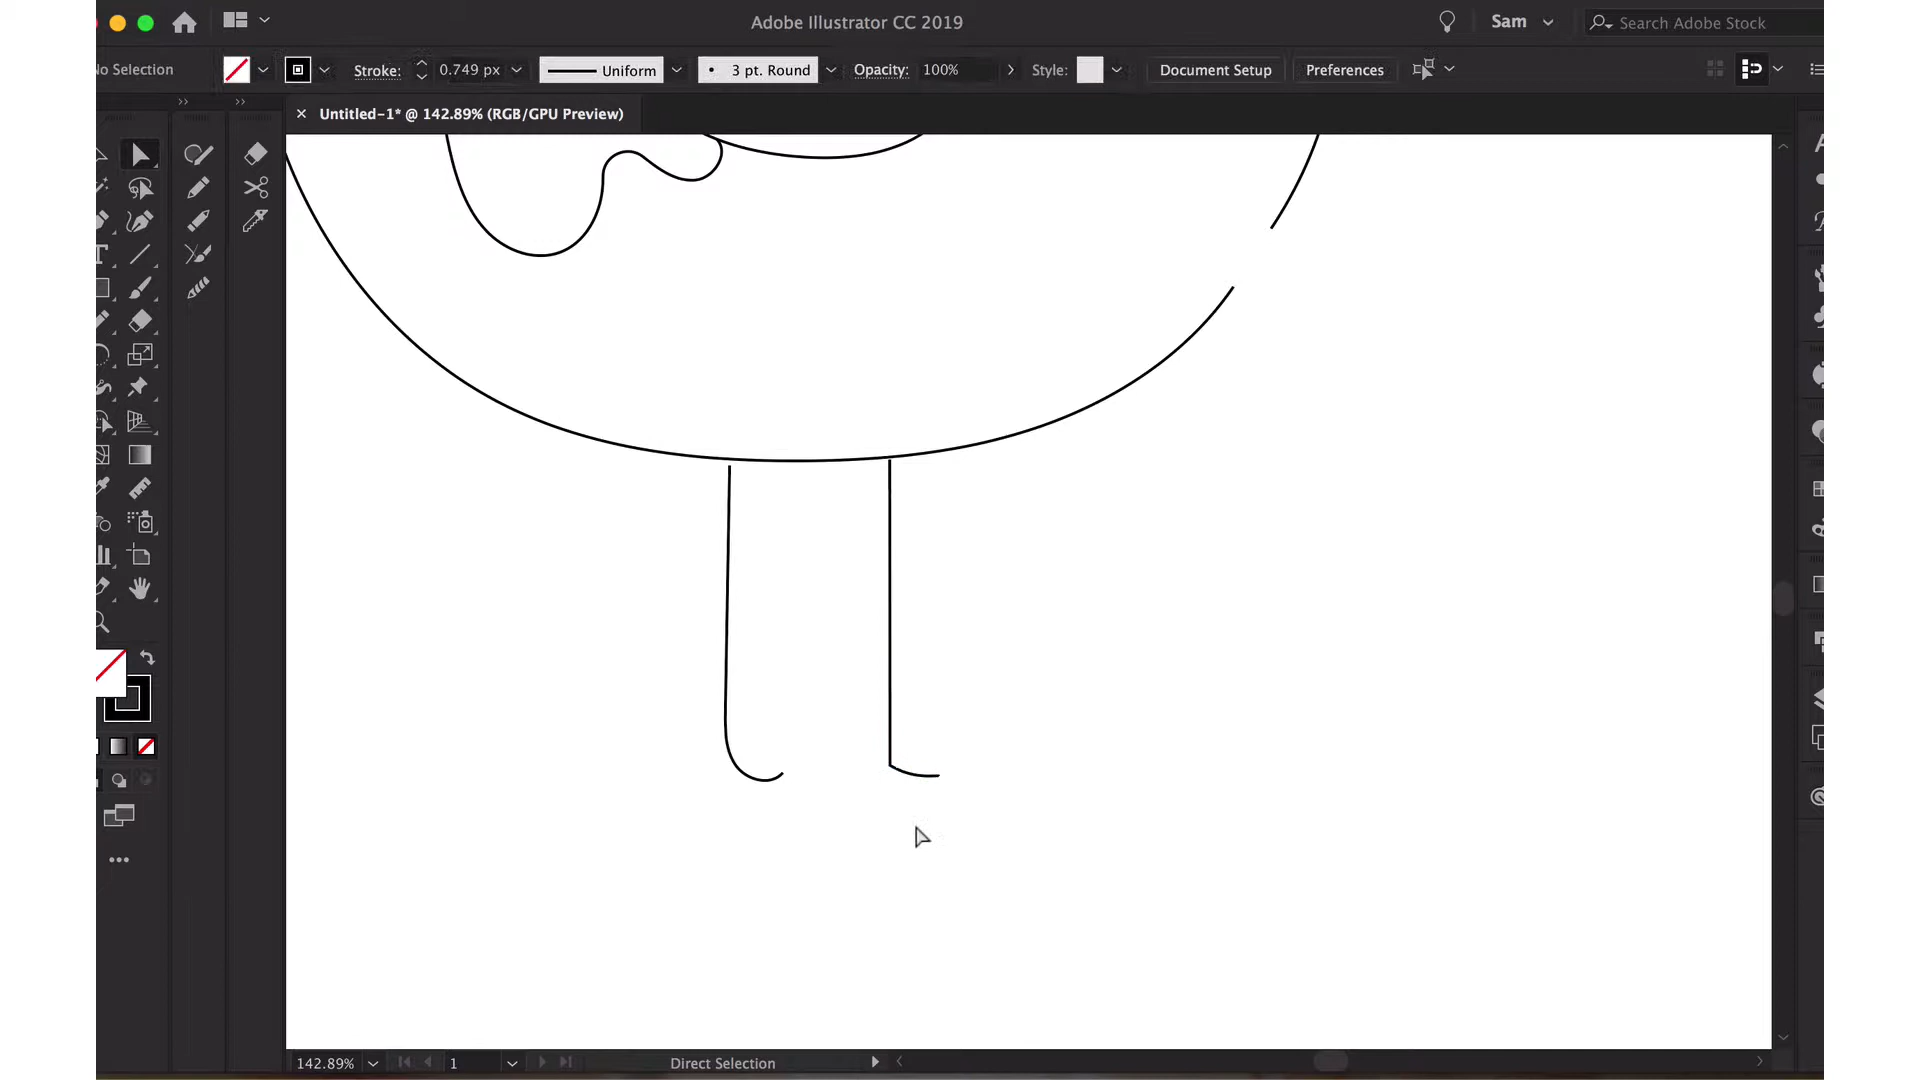 Adobe Illustrator CC 2019
Sam
Search Adobe Stock
No Selection
Stroke:
0.749 px
Uniform
3 pt. Round
Opacity:
100%
Style:
Document Setup
Preferences
Untitled-1* @ 142.89% (RGB/GPU Preview)
142.89%
1
Direct Selection